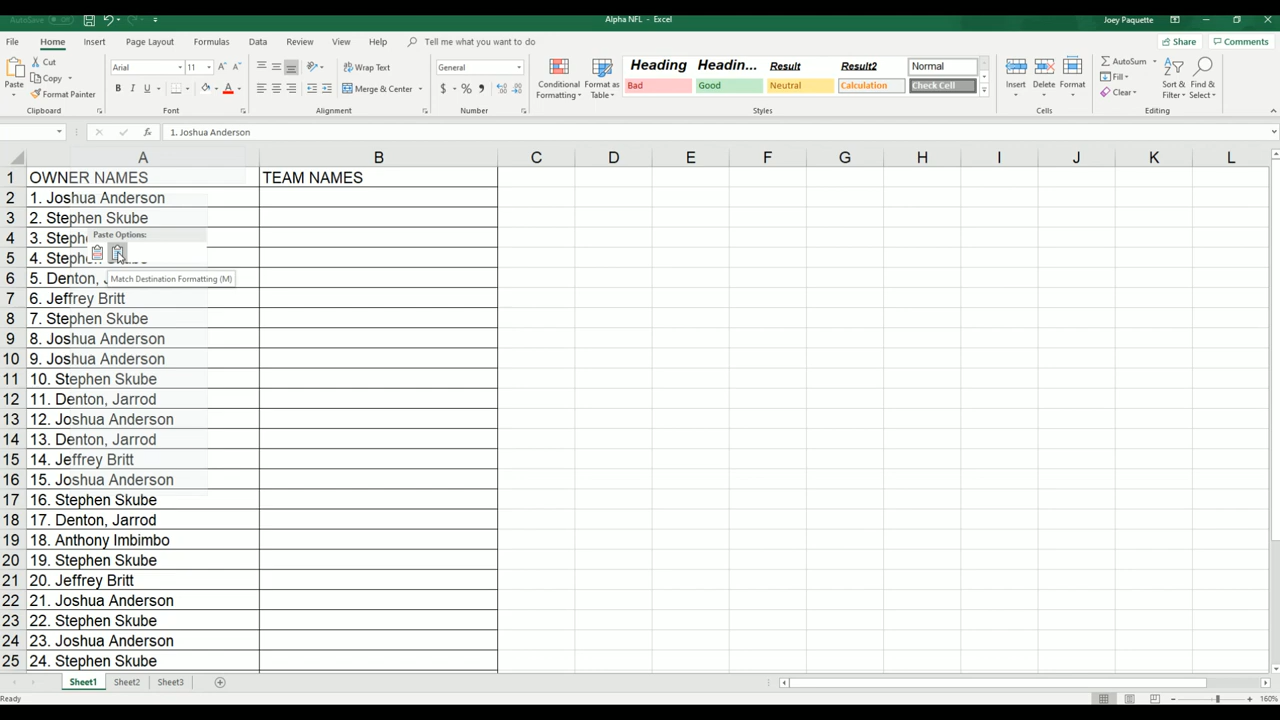 AutoSave Off
Alpha NFL - Excel
Joey Paquette
File Home Insert Page Layout Formulas Data Review View Help Tell me what you want to do Share Comments
Paste
Cut
Copy
Format Painter
Clipboard
Arial 11
B I U
Font
Wrap Text
Merge & Center
Alignment
General
$ % ,
Number
Conditional Formatting
Format as Table
Heading Headin... Result Result2 Normal
Bad Good Neutral Calculation Check Cell
Styles
Insert Delete Format
Cells
AutoSum
Fill
Clear
Sort & Filter
Find & Select
Editing
fx 1. Joshua Anderson
A B C D E F G H I J K L
1 OWNER NAMES TEAM NAMES
2 1. Joshua Anderson
3 2. Stephen Skube
4 3. Steph
Paste Options:
5 4. Stephen Skube
6 5. Denton, J
Match Destination Formatting (M)
7 6. Jeffrey Britt
8 7. Stephen Skube
9 8. Joshua Anderson
10 9. Joshua Anderson
11 10. Stephen Skube
12 11. Denton, Jarrod
13 12. Joshua Anderson
14 13. Denton, Jarrod
15 14. Jeffrey Britt
16 15. Joshua Anderson
17 16. Stephen Skube
18 17. Denton, Jarrod
19 18. Anthony Imbimbo
20 19. Stephen Skube
21 20. Jeffrey Britt
22 21. Joshua Anderson
23 22. Stephen Skube
24 23. Joshua Anderson
25 24. Stephen Skube
Sheet1 Sheet2 Sheet3
Ready
160%